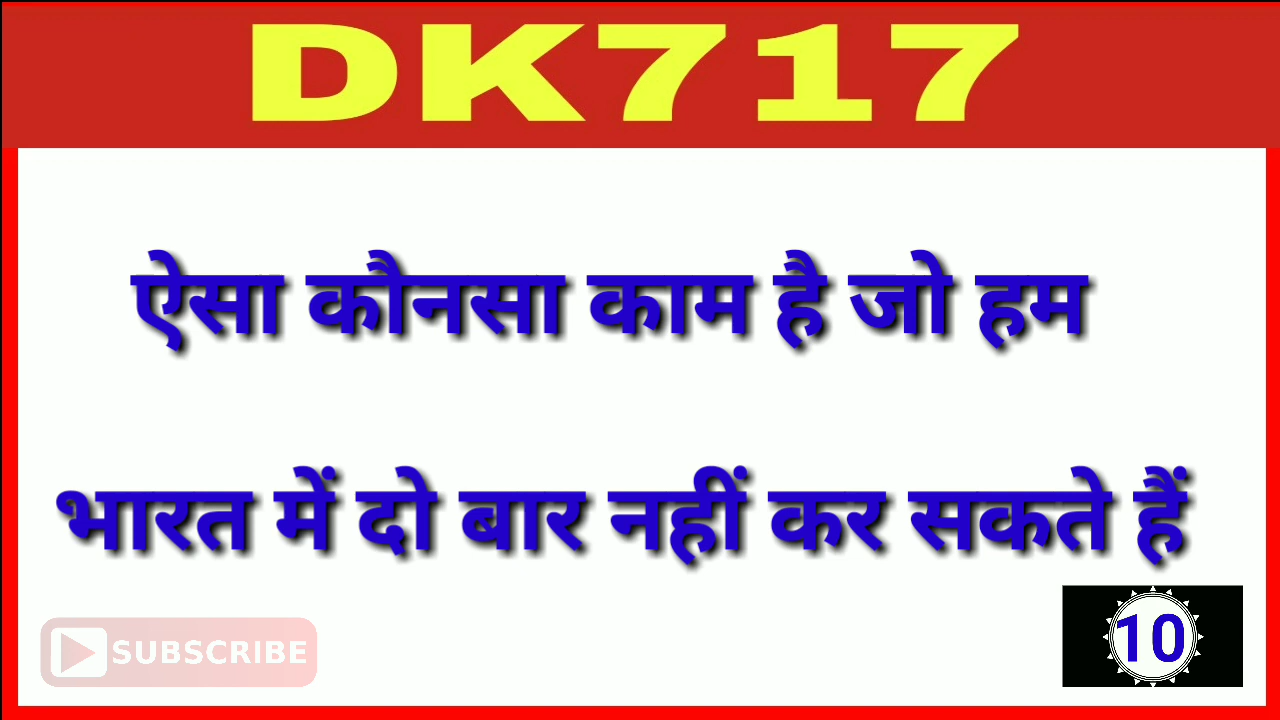 DK717
ऐसा कौनसा काम है जो हम
भारत में दो बार नहीं कर सकते हैं
SUBSCRIBE
10